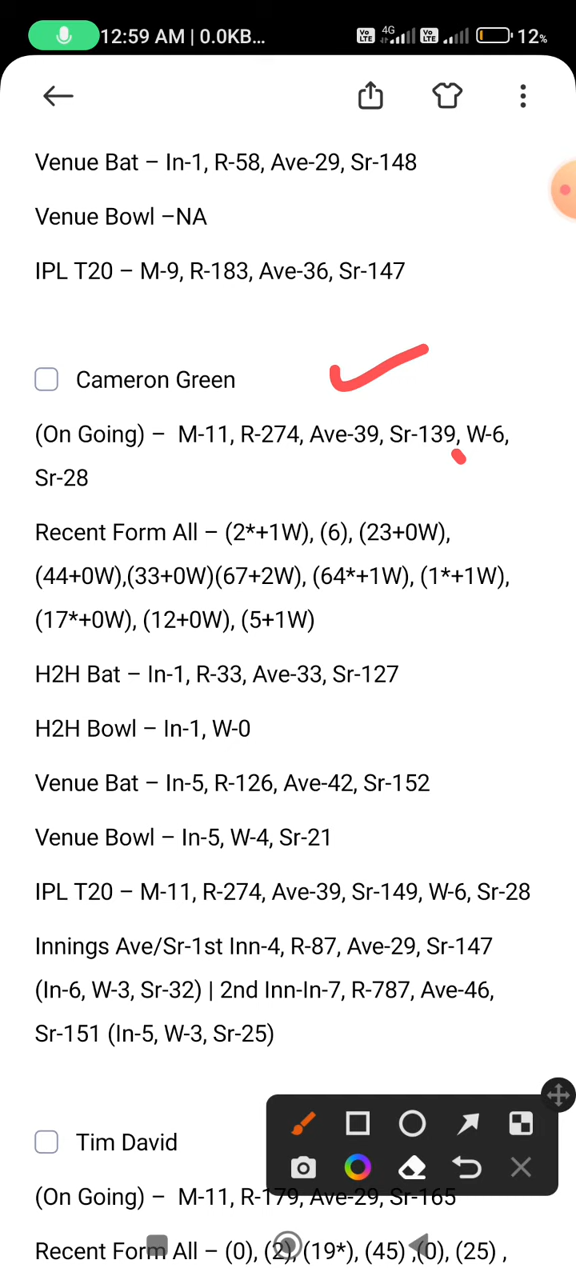 12:59 AM | 0.0KB... Vo LTE 4G Vo LTE 12%
Venue Bat – In-1, R-58, Ave-29, Sr-148
Venue Bowl –NA
IPL T20 – M-9, R-183, Ave-36, Sr-147
Cameron Green
(On Going) – M-11, R-274, Ave-39, Sr-139, W-6,
Sr-28
Recent Form All – (2*+1W), (6), (23+0W),
(44+0W),(33+0W)(67+2W), (64*+1W), (1*+1W),
(17*+0W), (12+0W), (5+1W)
H2H Bat – In-1, R-33, Ave-33, Sr-127
H2H Bowl – In-1, W-0
Venue Bat – In-5, R-126, Ave-42, Sr-152
Venue Bowl – In-5, W-4, Sr-21
IPL T20 – M-11, R-274, Ave-39, Sr-149, W-6, Sr-28
Innings Ave/Sr-1st Inn-4, R-87, Ave-29, Sr-147
(In-6, W-3, Sr-32) | 2nd Inn-In-7, R-787, Ave-46,
Sr-151 (In-5, W-3, Sr-25)
Tim David
(On Going) – M-11, R-179, Ave-29, Sr-165
Recent Form All – (0), (2), (19*), (45) ,(0), (25) ,